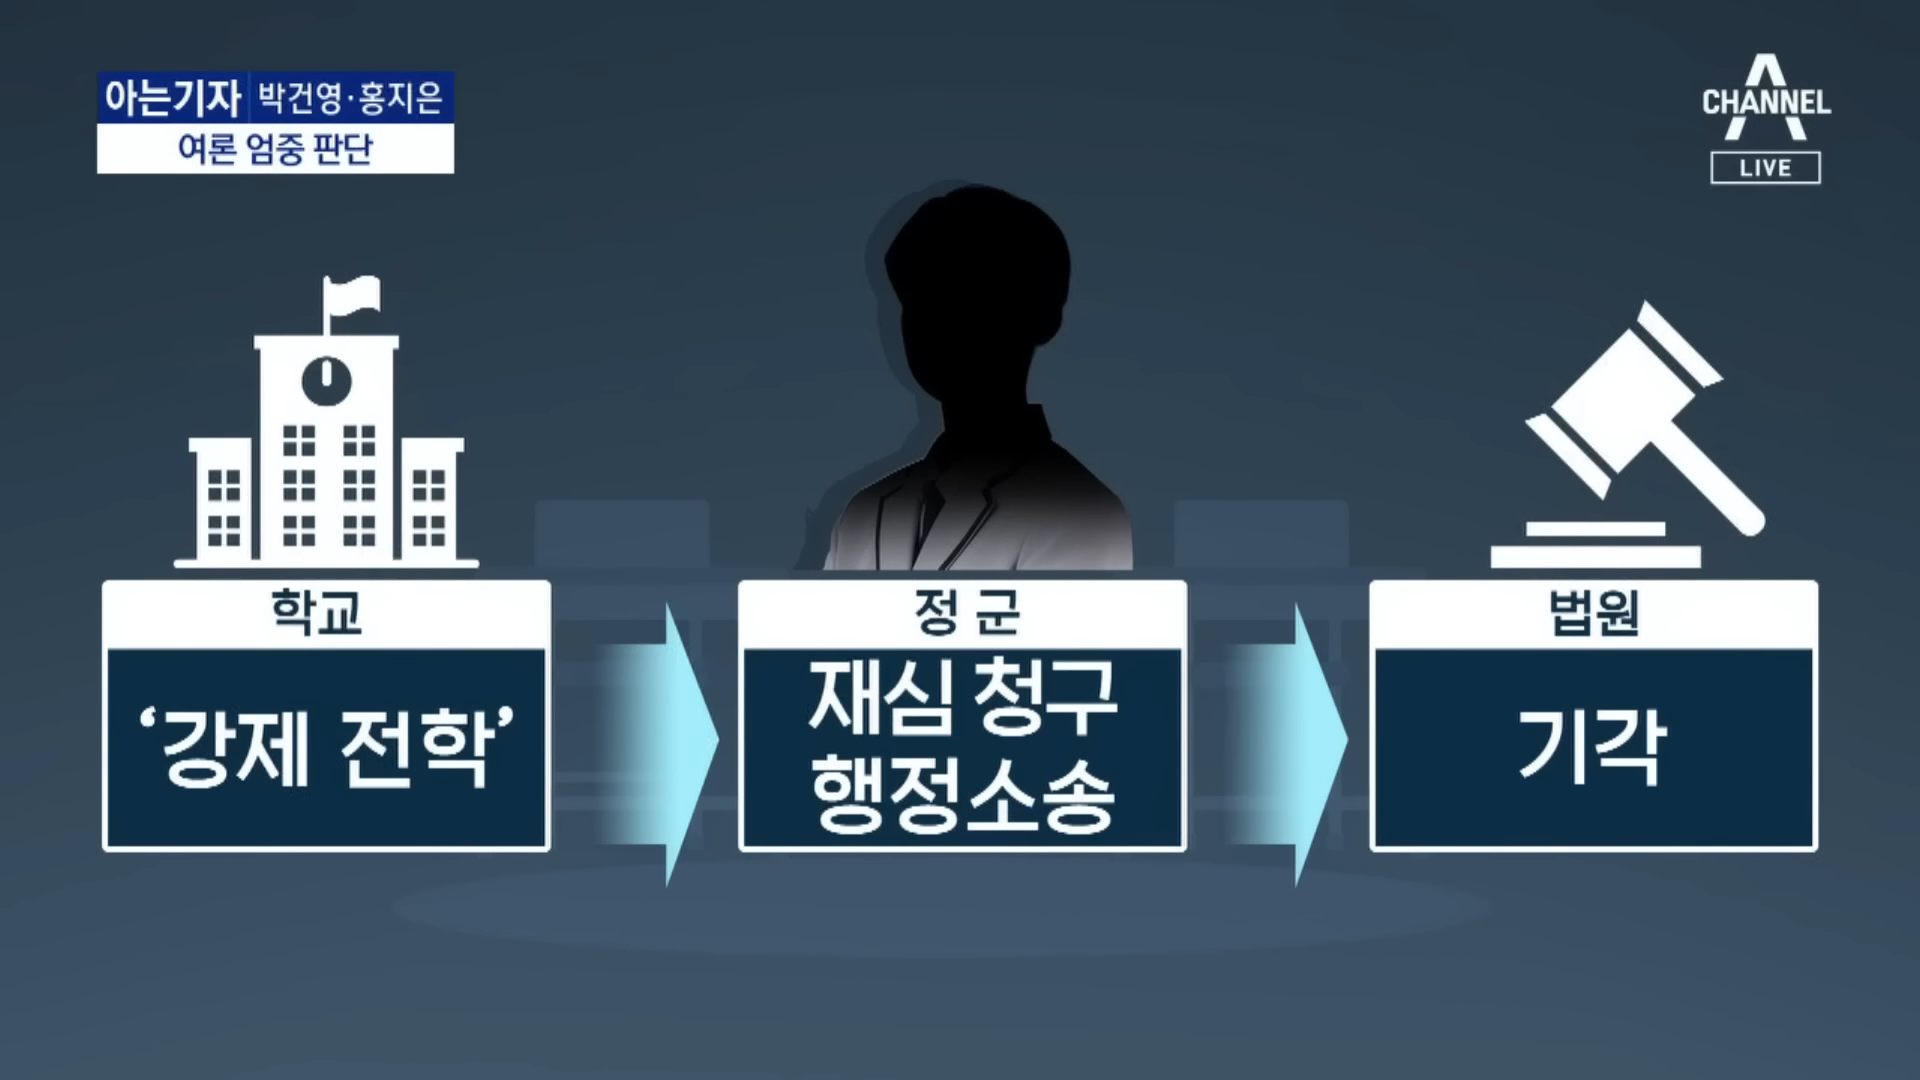 아는기자 박건영·홍지은
여론 엄중 판단
CHANNEL A
LIVE
학교
‘강제 전학’
정 군
재심 청구
행정소송
법원
기각